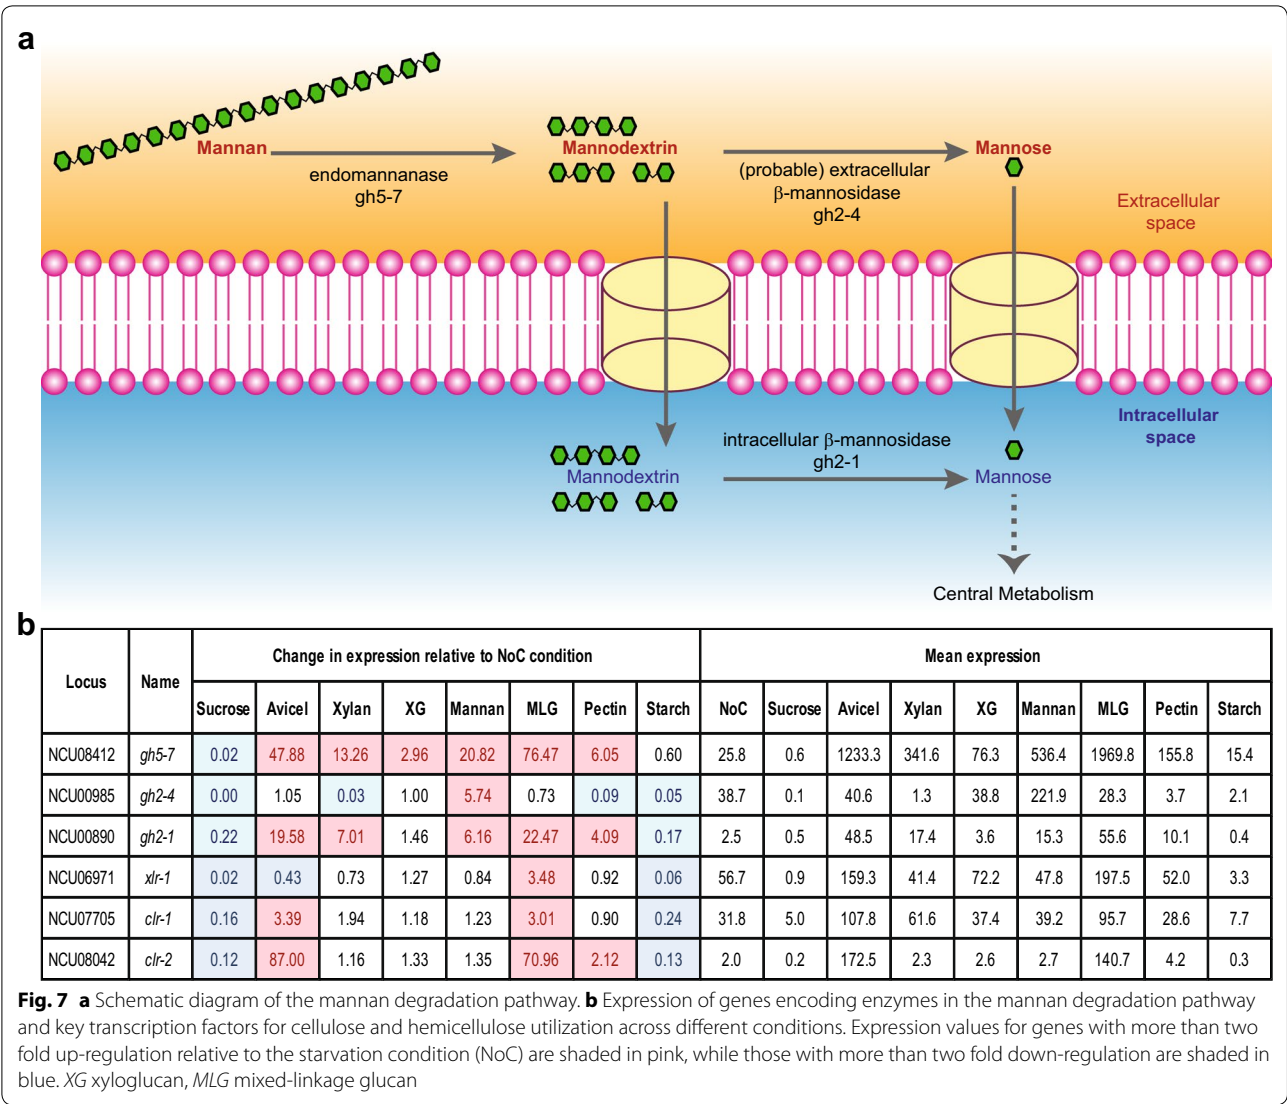 a
Mannan
endomannanase
gh5-7
Mannodextrin
(probable) extracellular
β-mannosidase
gh2-4
Mannose
Extracellular
space
Intracellular
space
Mannodextrin
intracellular β-mannosidase
gh2-1
Mannose
Central Metabolism
b
Locus Name Change in expression relative to NoC condition Mean expression
Sucrose Avicel Xylan XG Mannan MLG Pectin Starch NoC Sucrose Avicel Xylan XG Mannan MLG Pectin Starch
NCU08412 gh5-7 0.02 47.88 13.26 2.96 20.82 76.47 6.05 0.60 25.8 0.6 1233.3 341.6 76.3 536.4 1969.8 155.8 15.4
NCU00985 gh2-4 0.00 1.05 0.03 1.00 5.74 0.73 0.09 0.05 38.7 0.1 40.6 1.3 38.8 221.9 28.3 3.7 2.1
NCU00890 gh2-1 0.22 19.58 7.01 1.46 6.16 22.47 4.09 0.17 2.5 0.5 48.5 17.4 3.6 15.3 55.6 10.1 0.4
NCU06971 xlr-1 0.02 0.43 0.73 1.27 0.84 3.48 0.92 0.06 56.7 0.9 159.3 41.4 72.2 47.8 197.5 52.0 3.3
NCU07705 clr-1 0.16 3.39 1.94 1.18 1.23 3.01 0.90 0.24 31.8 5.0 107.8 61.6 37.4 39.2 95.7 28.6 7.7
NCU08042 clr-2 0.12 87.00 1.16 1.33 1.35 70.96 2.12 0.13 2.0 0.2 172.5 2.3 2.6 2.7 140.7 4.2 0.3
Fig. 7 a Schematic diagram of the mannan degradation pathway. b Expression of genes encoding enzymes in the mannan degradation pathway
and key transcription factors for cellulose and hemicellulose utilization across different conditions. Expression values for genes with more than two
fold up-regulation relative to the starvation condition (NoC) are shaded in pink, while those with more than two fold down-regulation are shaded in
blue. XG xyloglucan, MLG mixed-linkage glucan